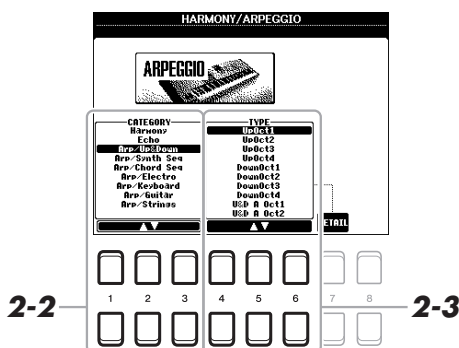 HARMONY/ARPEGGIO
ARPEGGIO
CATEGORY
Harmony
Echo
Arp/Up&Down
Arp/Synth Seq
Arp/Chord Seq
Arp/Electro
Arp/Keyboard
Arp/Guitar
Arp/Strings
TYPE
UpOct1
UpOct2
UpOct3
UpOct4
DownOct1
DownOct2
DownOct3
DownOct4
U&D A Oct1
U&D A Oct2
ETAIL
1 2 3 4 5 6 7 8
2-2
2-3